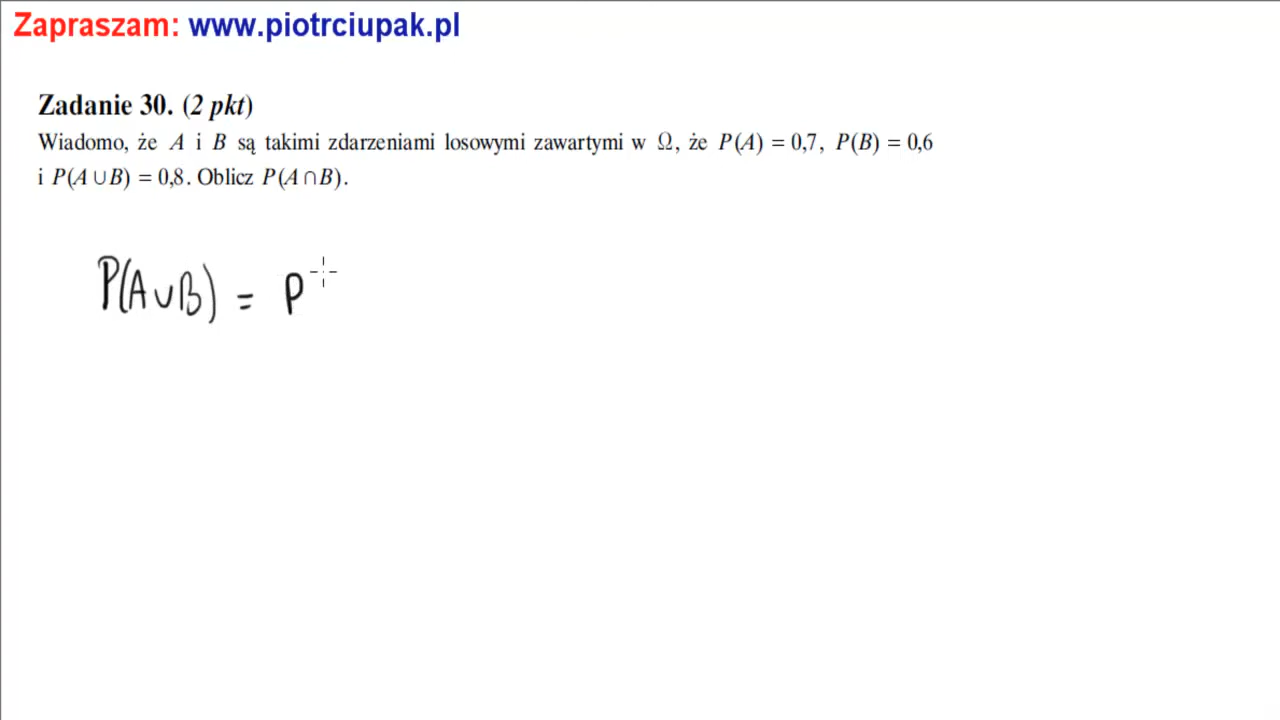 Zapraszam: www.piotrciupak.pl
Zadanie 30. (2 pkt)
Wiadomo, że A i B są takimi zdarzeniami losowymi zawartymi w Ω, że P(A) = 0,7, P(B) = 0,6
i P(A∪B) = 0,8. Oblicz P(A∩B).
P(A∪B) = P